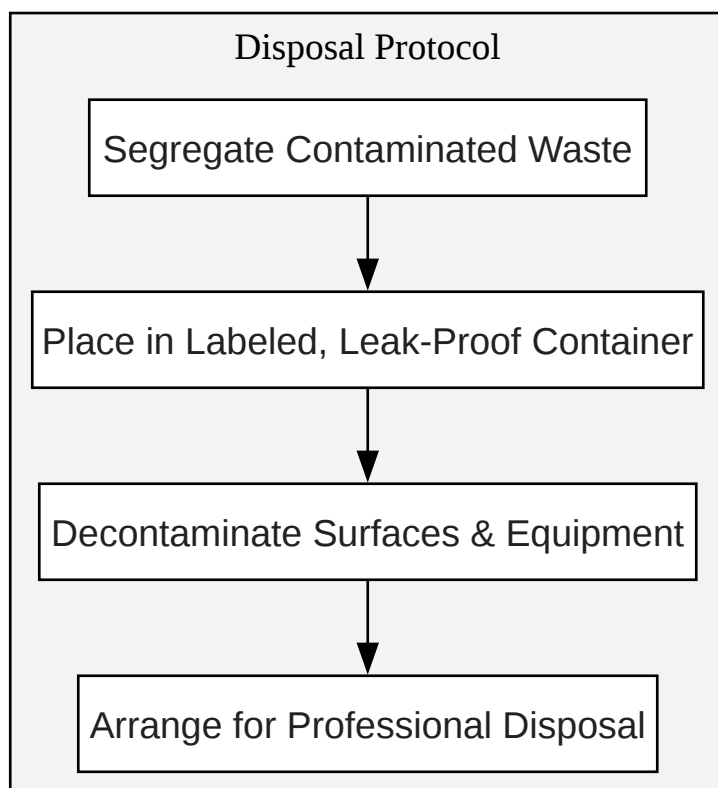 Disposal Protocol
Segregate Contaminated Waste
Place in Labeled, Leak-Proof Container
Decontaminate Surfaces & Equipment
Arrange for Professional Disposal